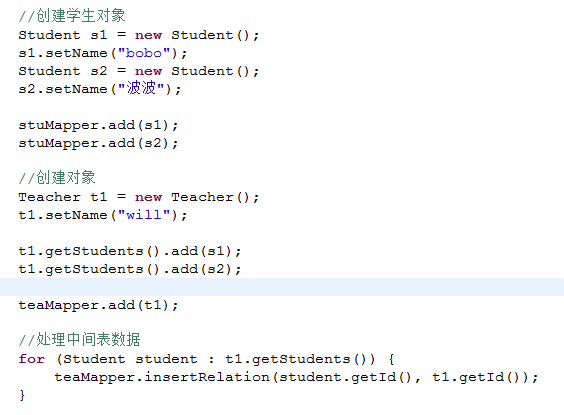 //创建学生对象
Student s1 = new Student();
s1.setName("bobo");
Student s2 = new Student();
s2.setName("波波");
stuMapper.add(s1);
stuMapper.add(s2);
//创建对象
Teacher t1 = new Teacher();
t1.setName("will");
t1.getStudents().add(s1);
t1.getStudents().add(s2);
teaMapper.add(t1);
//处理中间表数据
for (Student student : t1.getStudents()) {
    teaMapper.insertRelation(student.getId(), t1.getId());
}